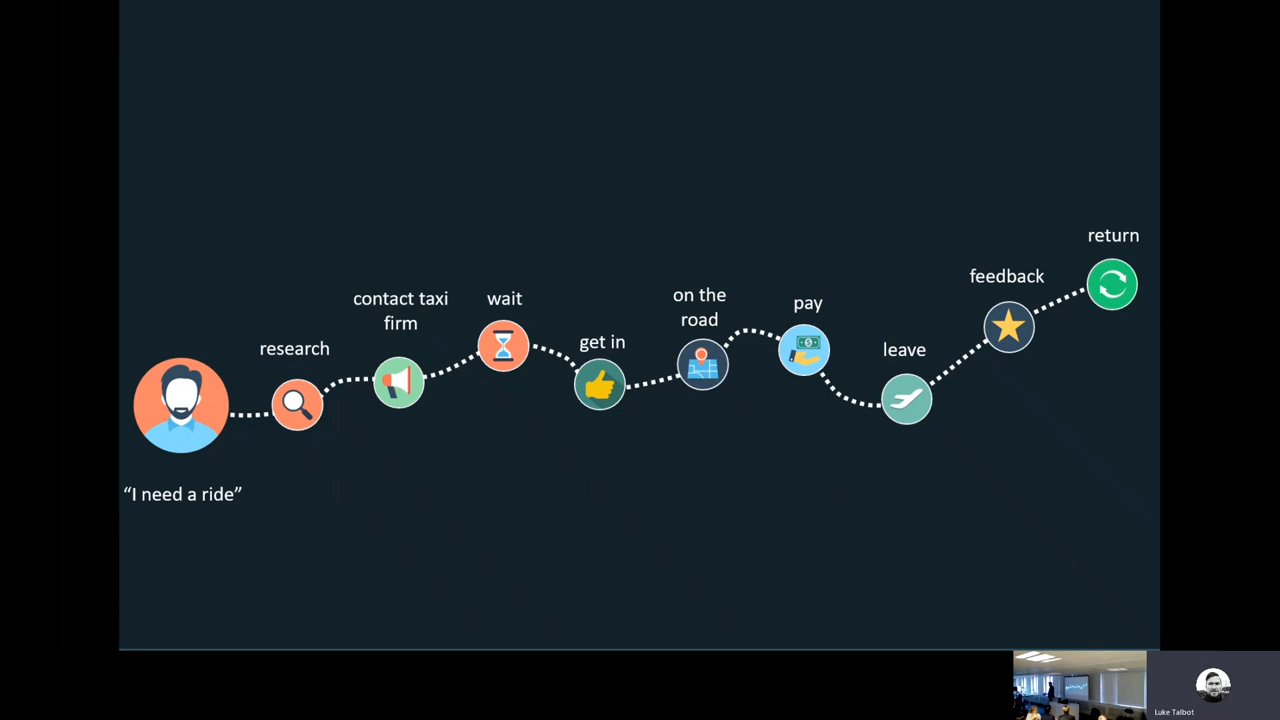 "I need a ride"
research
contact taxi
firm
wait
get in
on the
road
pay
leave
feedback
return
Luke Talbot